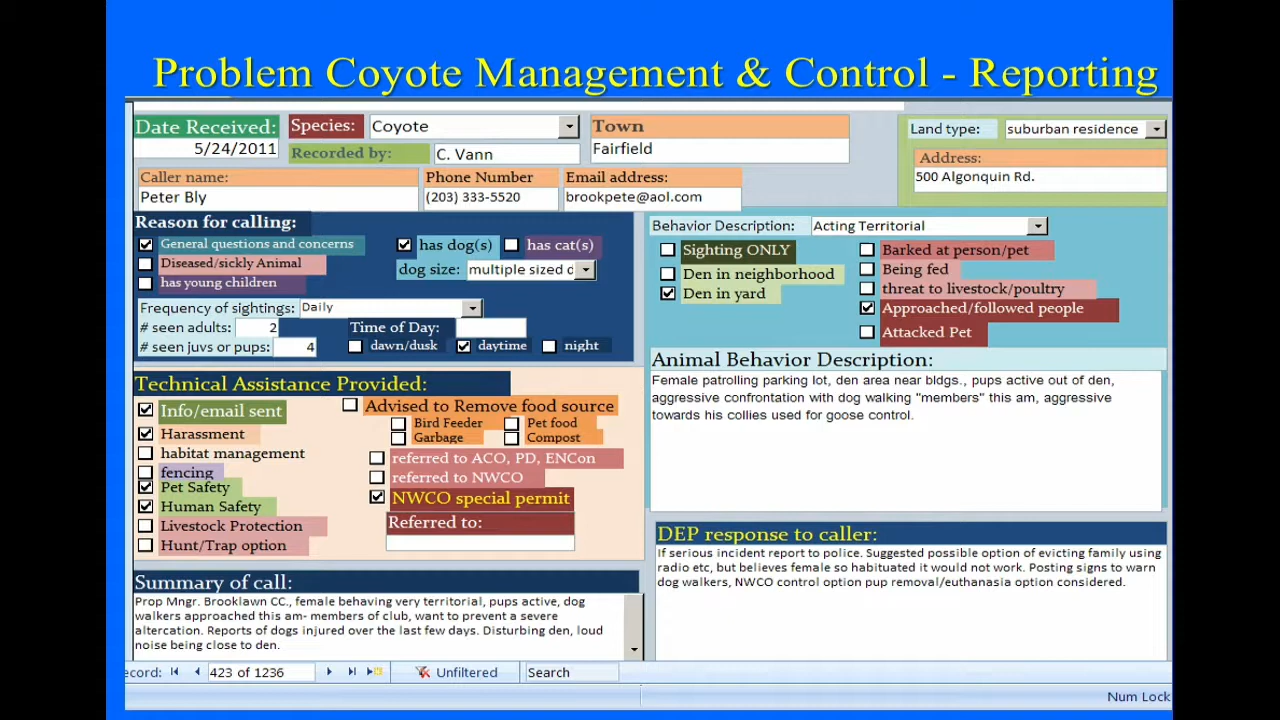 Problem Coyote Management & Control - Reporting
Date Received:
5/24/2011
Species:
Coyote
Recorded by:
C. Vann
Town
Fairfield
Land type:
suburban residence
Address:
500 Algonquin Rd.
Caller name:
Peter Bly
Phone Number
(203) 333-5520
Email address:
brookpete@aol.com
Reason for calling:
General questions and concerns
Diseased/sickly Animal
has young children
has dog(s)
has cat(s)
dog size:
multiple sized d
Frequency of sightings:
Daily
# seen adults:
2
# seen juvs or pups:
4
Time of Day:
dawn/dusk
daytime
night
Behavior Description:
Acting Territorial
Sighting ONLY
Den in neighborhood
Den in yard
Barked at person/pet
Being fed
threat to livestock/poultry
Approached/followed people
Attacked Pet
Animal Behavior Description:
Female patrolling parking lot, den area near bldgs., pups active out of den,
aggressive confrontation with dog walking "members" this am, aggressive
towards his collies used for goose control.
Technical Assistance Provided:
Info/email sent
Harassment
habitat management
fencing
Pet Safety
Human Safety
Livestock Protection
Hunt/Trap option
Advised to Remove food source
Bird Feeder
Pet food
Garbage
Compost
referred to ACO, PD, ENCon
referred to NWCO
NWCO special permit
Referred to:
DEP response to caller:
If serious incident report to police. Suggested possible option of evicting family using
radio etc, but believes female so habituated it would not work. Posting signs to warn
dog walkers, NWCO control option pup removal/euthanasia option considered.
Summary of call:
Prop Mngr. Brooklawn CC., female behaving very territorial, pups active, dog
walkers approached this am- members of club, want to prevent a severe
altercation. Reports of dogs injured over the last few days. Disturbing den, loud
noise being close to den.
ecord:
423 of 1236
Unfiltered
Search
Num Lock